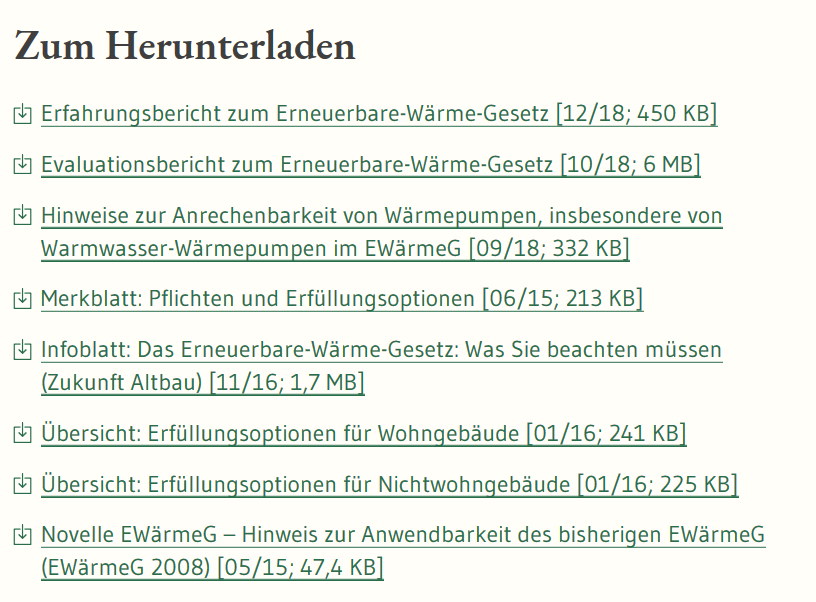 Zum Herunterladen
Erfahrungsbericht zum Erneuerbare-Wärme-Gesetz [12/18; 450 KB]
Evaluationsbericht zum Erneuerbare-Wärme-Gesetz [10/18; 6 MB]
Hinweise zur Anrechenbarkeit von Wärmepumpen, insbesondere von
Warmwasser-Wärmepumpen im EWärmeG [09/18; 332 KB]
Merkblatt: Pflichten und Erfüllungsoptionen [06/15; 213 KB]
Infoblatt: Das Erneuerbare-Wärme-Gesetz: Was Sie beachten müssen
(Zukunft Altbau) [11/16; 1,7 MB]
Übersicht: Erfüllungsoptionen für Wohngebäude [01/16; 241 KB]
Übersicht: Erfüllungsoptionen für Nichtwohngebäude [01/16; 225 KB]
Novelle EWärmeG – Hinweis zur Anwendbarkeit des bisherigen EWärmeG
(EWärmeG 2008) [05/15; 47,4 KB]